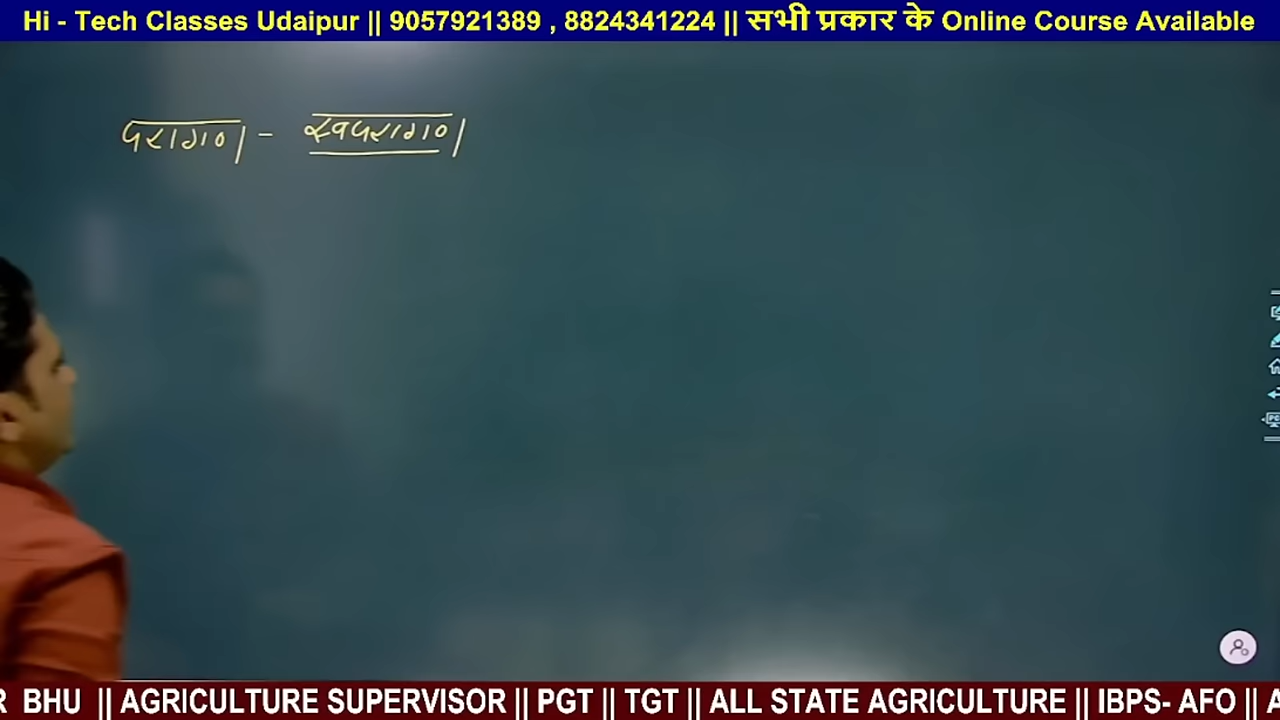 Hi - Tech Classes Udaipur || 9057921389 , 8824341224 || सभी प्रकार के Online Course Available
परागण - स्वपरागण
R BHU || AGRICULTURE SUPERVISOR || PGT || TGT || ALL STATE AGRICULTURE || IBPS- AFO || A